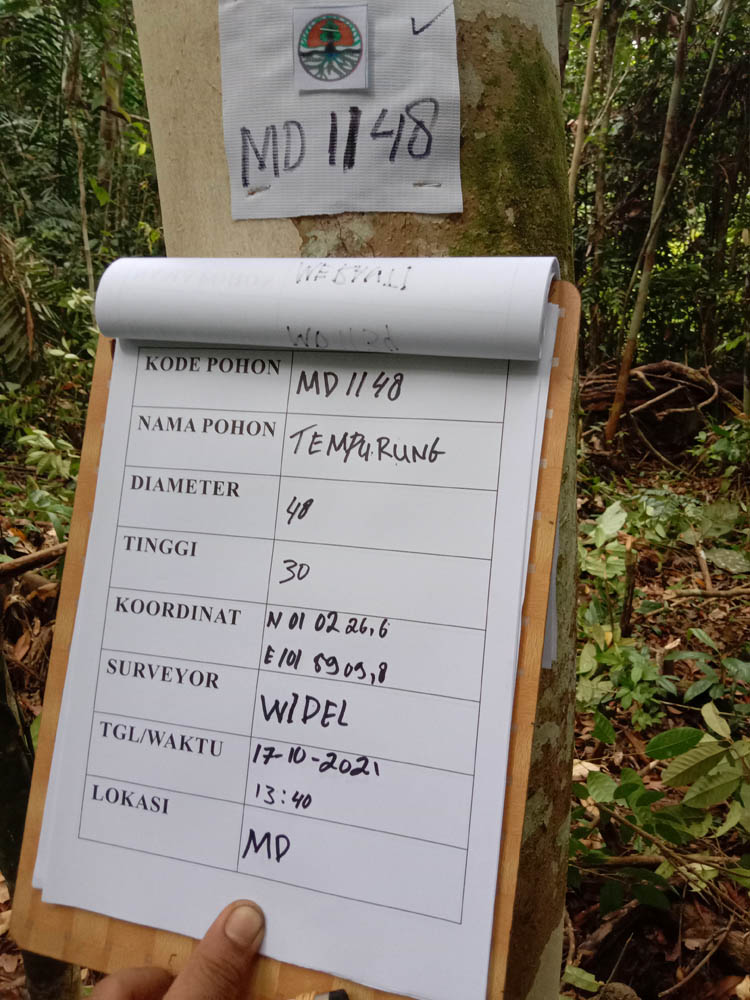 MD 1148
KODE POHON MD 1148
NAMA POHON TEMPURUNG
DIAMETER 48
TINGGI 30
KOORDINAT N 01 02 26,6
E 101 59 09,8
SURVEYOR WIDEL
TGL/WAKTU 17-10-2021
13:40
LOKASI MD